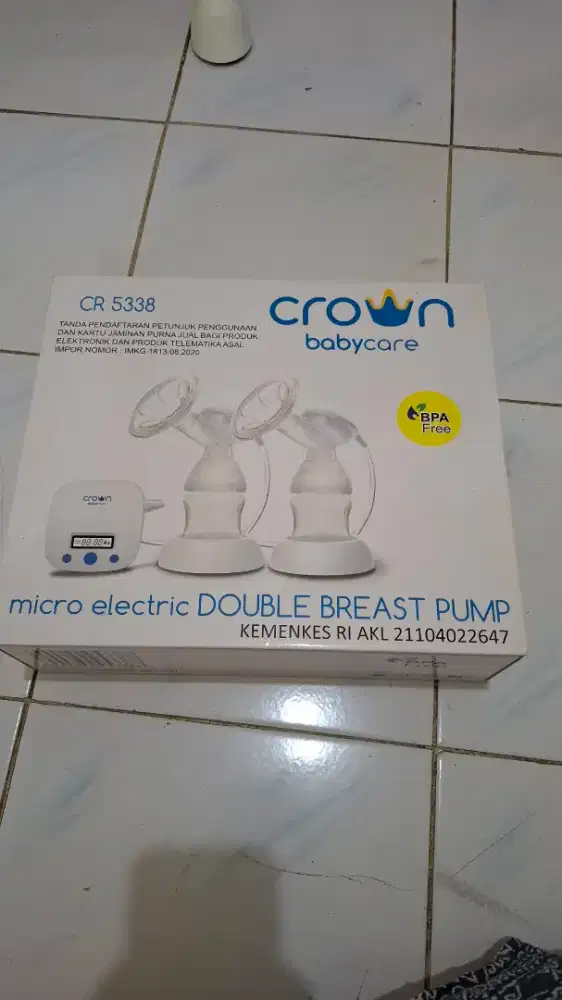 CR 5338
TANDA PENDAFTARAN PETUNJUK PENGGUNAAN
DAN KARTU JAMINAN PURNA JUAL BAGI PRODUK
ELEKTRONIK DAN PRODUK TELEMATIKA ASAL
IMPOR NOMOR : IMKG.1813.08.2020
crown
babycare
BPA
Free
crown
micro electric DOUBLE BREAST PUMP
KEMENKES RI AKL 21104022647